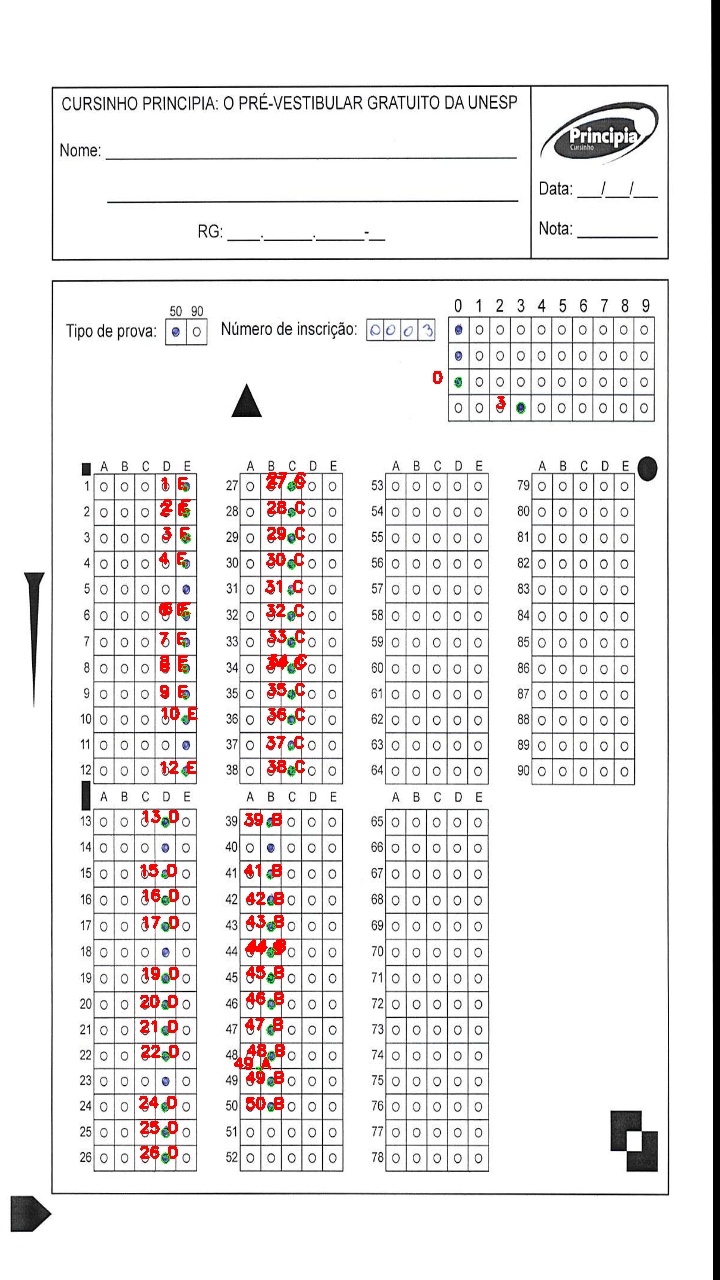 CURSINHO PRINCIPIA: O PRÉ-VESTIBULAR GRATUITO DA UNESP
Principia
Cursinho
Nome:
Data: __/__/__
RG: ___.____.____-__
Nota:
50 90
Tipo de prova:
Número de inscrição: 0 0 0 3
0 1 2 3 4 5 6 7 8 9
0
3
A B C D E A B C D E A B C D E A B C D E
1 1 E 27 27 C 53 79
2 2 E 28 28 C 54 80
3 3 E 29 29 C 55 81
4 4 E 30 30 C 56 82
5 31 31 C 57 83
6 6 E 32 32 C 58 84
7 7 E 33 33 C 59 85
8 8 E 34 34 C 60 86
9 9 E 35 35 C 61 87
10 10 E 36 36 C 62 88
11 37 37 C 63 89
12 12 E 38 38 C 64 90
A B C D E A B C D E A B C D E
13 13 D 39 39 B 65
14 40 66
15 15 D 41 41 B 67
16 16 D 42 42 B 68
17 17 D 43 43 B 69
18 44 44 B 70
19 19 D 45 45 B 71
20 20 D 46 46 B 72
21 21 D 47 47 B 73
22 22 D 48 48 B 74
49 A
23 49 49 B 75
24 24 D 50 50 B 76
25 25 D 51 77
26 26 D 52 78